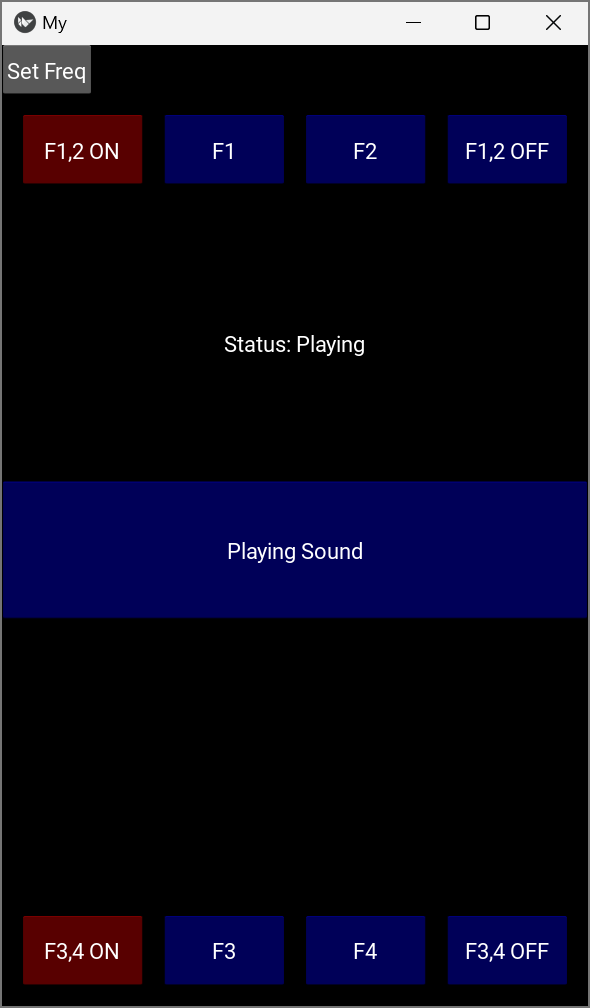 My
Set Freq
F1,2 ON
F1
F2
F1,2 OFF
Status: Playing
Playing Sound
F3,4 ON
F3
F4
F3,4 OFF